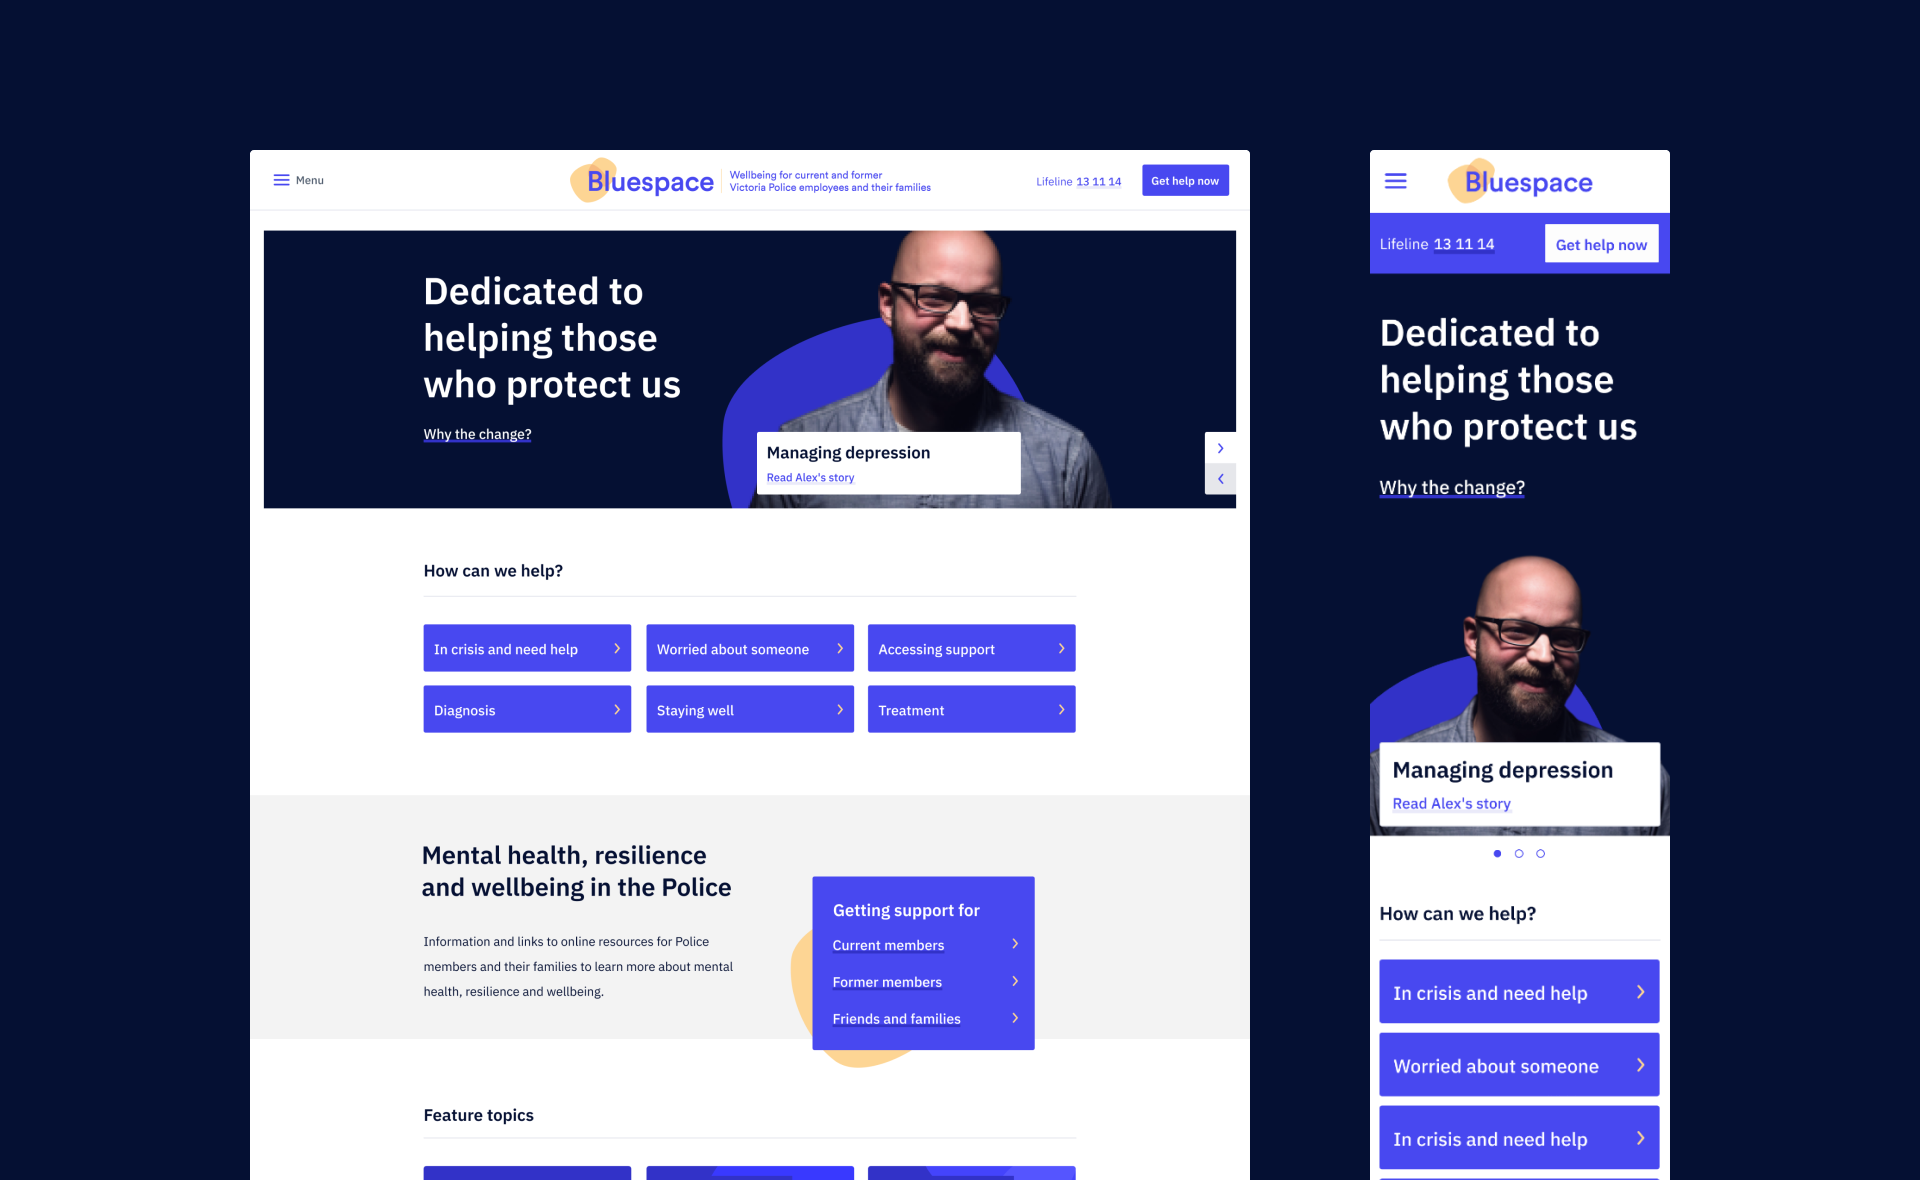 Menu
Bluespace
Wellbeing for current and former
Victoria Police employees and their families
Lifeline 13 11 14
Get help now
Dedicated to
helping those
who protect us
Why the change?
Managing depression
Read Alex's story
How can we help?
In crisis and need help
Worried about someone
Accessing support
Diagnosis
Staying well
Treatment
Mental health, resilience
and wellbeing in the Police
Information and links to online resources for Police
members and their families to learn more about mental
health, resilience and wellbeing.
Getting support for
Current members
Former members
Friends and families
Feature topics
Bluespace
Lifeline 13 11 14
Get help now
Dedicated to
helping those
who protect us
Why the change?
Managing depression
Read Alex's story
How can we help?
In crisis and need help
Worried about someone
In crisis and need help